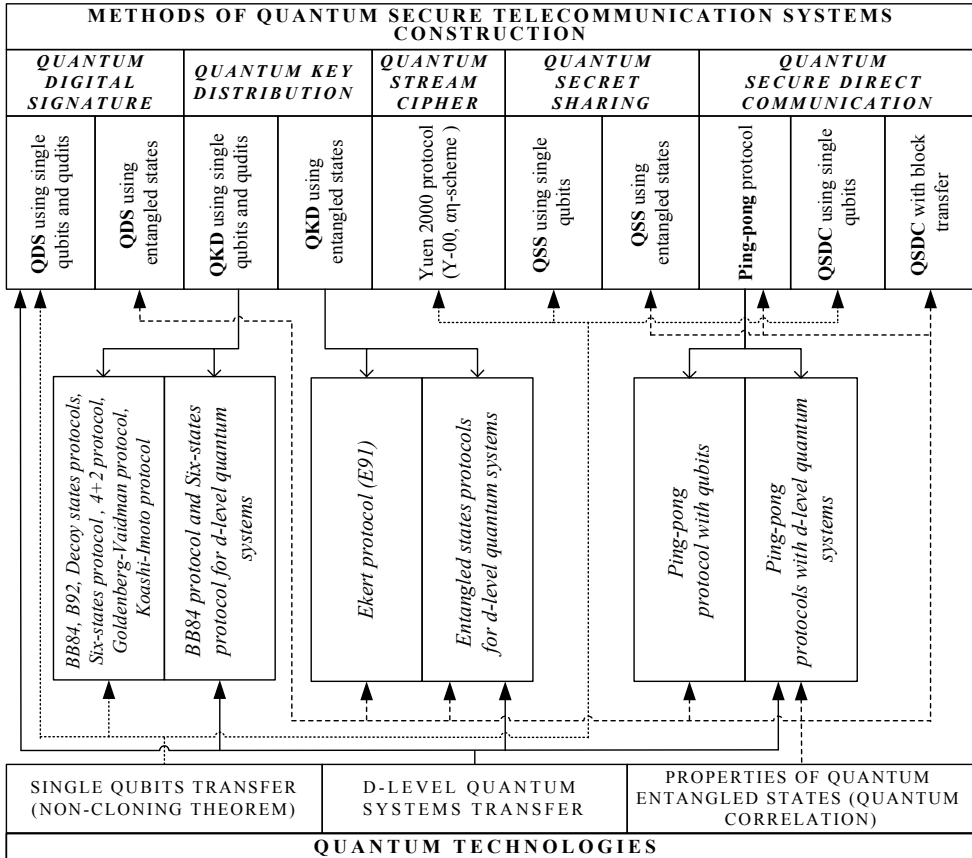 METHODS OF QUANTUM SECURE TELECOMMUNICATION SYSTEMS
CONSTRUCTION
QUANTUM
DIGITAL
SIGNATURE
QUANTUM KEY
DISTRIBUTION
QUANTUM
STREAM
CIPHER
QUANTUM
SECRET
SHARING
QUANTUM
SECURE DIRECT
COMMUNICATION
QDS using single
qubits and qudits
QDS using
entangled states
QKD using single
qubits and qudits
QKD using
entangled states
Yuen 2000 protocol
(Y-00, αη-scheme )
QSS using single
qubits
QSS using
entangled states
Ping-pong protocol
QSDC using single
qubits
QSDC with block
transfer
BB84, B92, Decoy states protocols,
Six-states protocol , 4+2 protocol,
Goldenberg-Vaidman protocol,
Koashi-Imoto protocol
BB84 protocol and Six-states
protocol for d-level quantum
systems
Ekert protocol (E91)
Entangled states protocols
for d-level quantum systems
Ping-pong
protocol with qubits
Ping-pong
protocols with d-level quantum
systems
SINGLE QUBITS TRANSFER
(NON-CLONING THEOREM)
D-LEVEL QUANTUM
SYSTEMS TRANSFER
PROPERTIES OF QUANTUM
ENTANGLED STATES (QUANTUM
CORRELATION)
QUANTUM TECHNOLOGIES